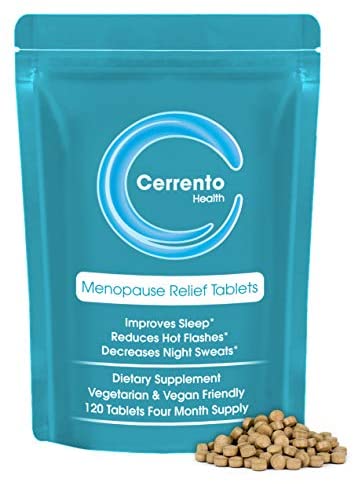 Cerrento
Health
Menopause Relief Tablets
Improves Sleep*
Reduces Hot Flashes*
Decreases Night Sweats*
Dietary Supplement
Vegetarian & Vegan Friendly
120 Tablets Four Month Supply